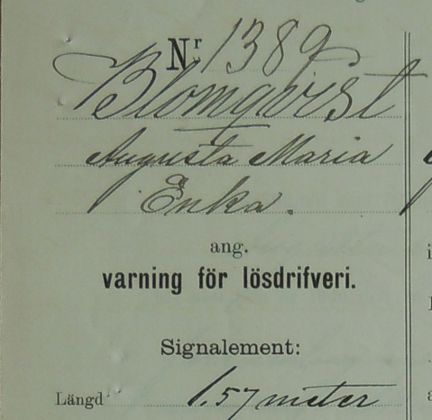 Nr 1389
Blomqvist
Augusta Maria
Enka.
ang.
varning för lösdrifveri.
Signalement:
Längd 1.57 meter